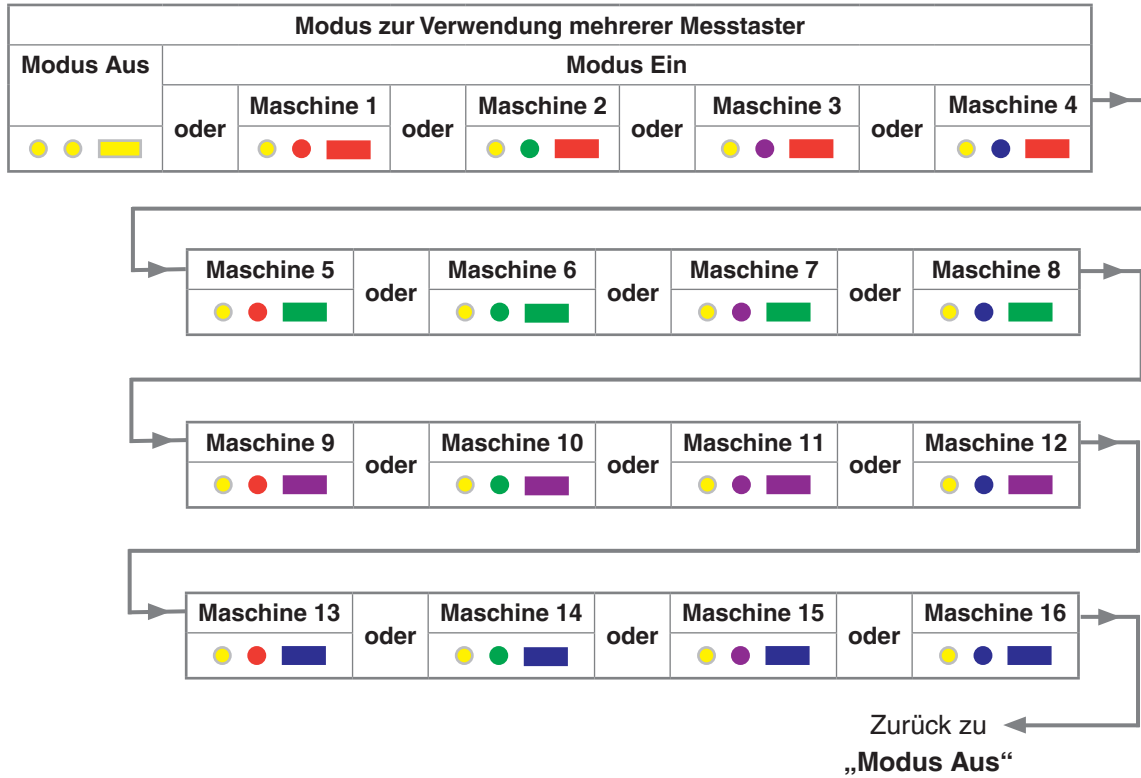 Modus zur Verwendung mehrerer Messtaster
Modus Aus
Modus Ein
oder
Maschine 1
oder
Maschine 2
oder
Maschine 3
oder
Maschine 4
Maschine 5
oder
Maschine 6
oder
Maschine 7
oder
Maschine 8
Maschine 9
oder
Maschine 10
oder
Maschine 11
oder
Maschine 12
Maschine 13
oder
Maschine 14
oder
Maschine 15
oder
Maschine 16
Zurück zu
„Modus Aus“